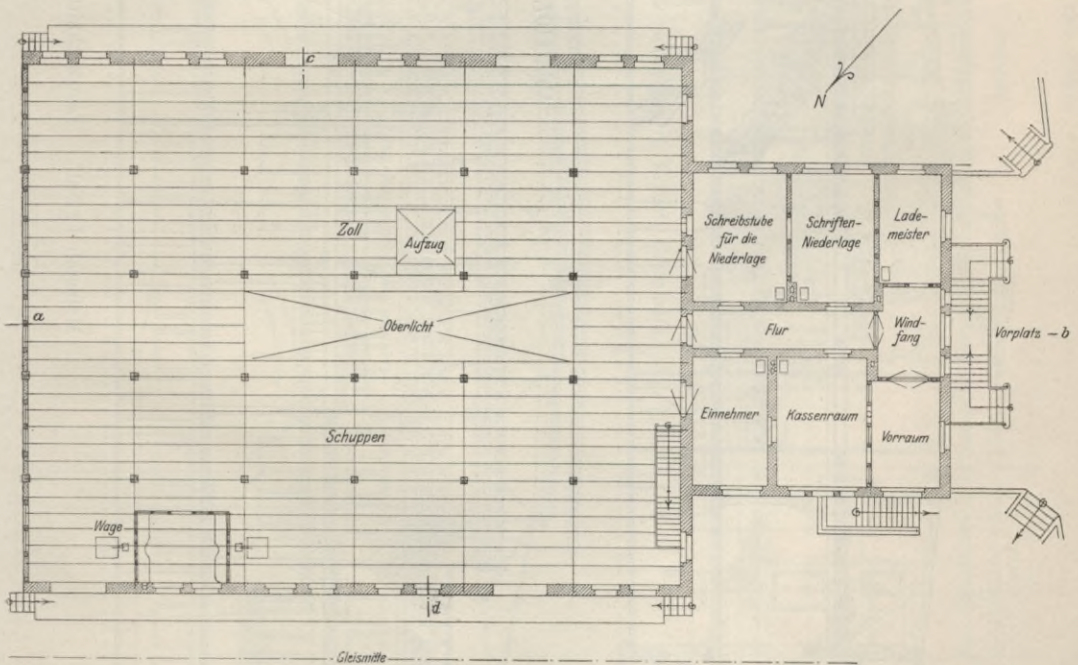 c
N
Zoll
Aufzug
Schreibstube
für die
Niederlage
Schriften-
Niederlage
Lade-
meister
a
Oberlicht
Flur
Wind-
fang
Vorplatz – b
Einnehmer
Kassenraum
Vorraum
Schuppen
Wage
d
Gleismitte